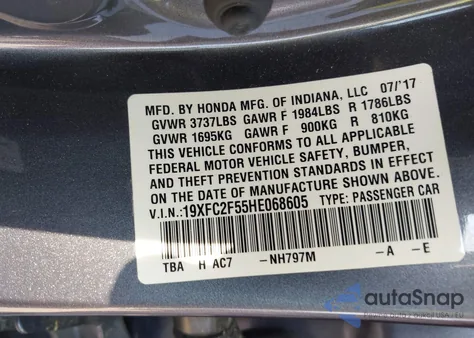 MFD. BY HONDA MFG. OF INDIANA, LLC 07/'17
GVWR 3737LBS GAWR F 1984LBS R 1786LBS
GVWR 1695KG GAWR F 900KG R 810KG
THIS VEHICLE CONFORMS TO ALL APPLICABLE
FEDERAL MOTOR VEHICLE SAFETY, BUMPER,
AND THEFT PREVENTION STANDARDS IN EFFECT
ON THE DATE OF MANUFACTURE SHOWN ABOVE.
V.I.N.:19XFC2F55HE068605 TYPE: PASSENGER CAR
TBA H AC7 -NH797M -A -E
autoSnap